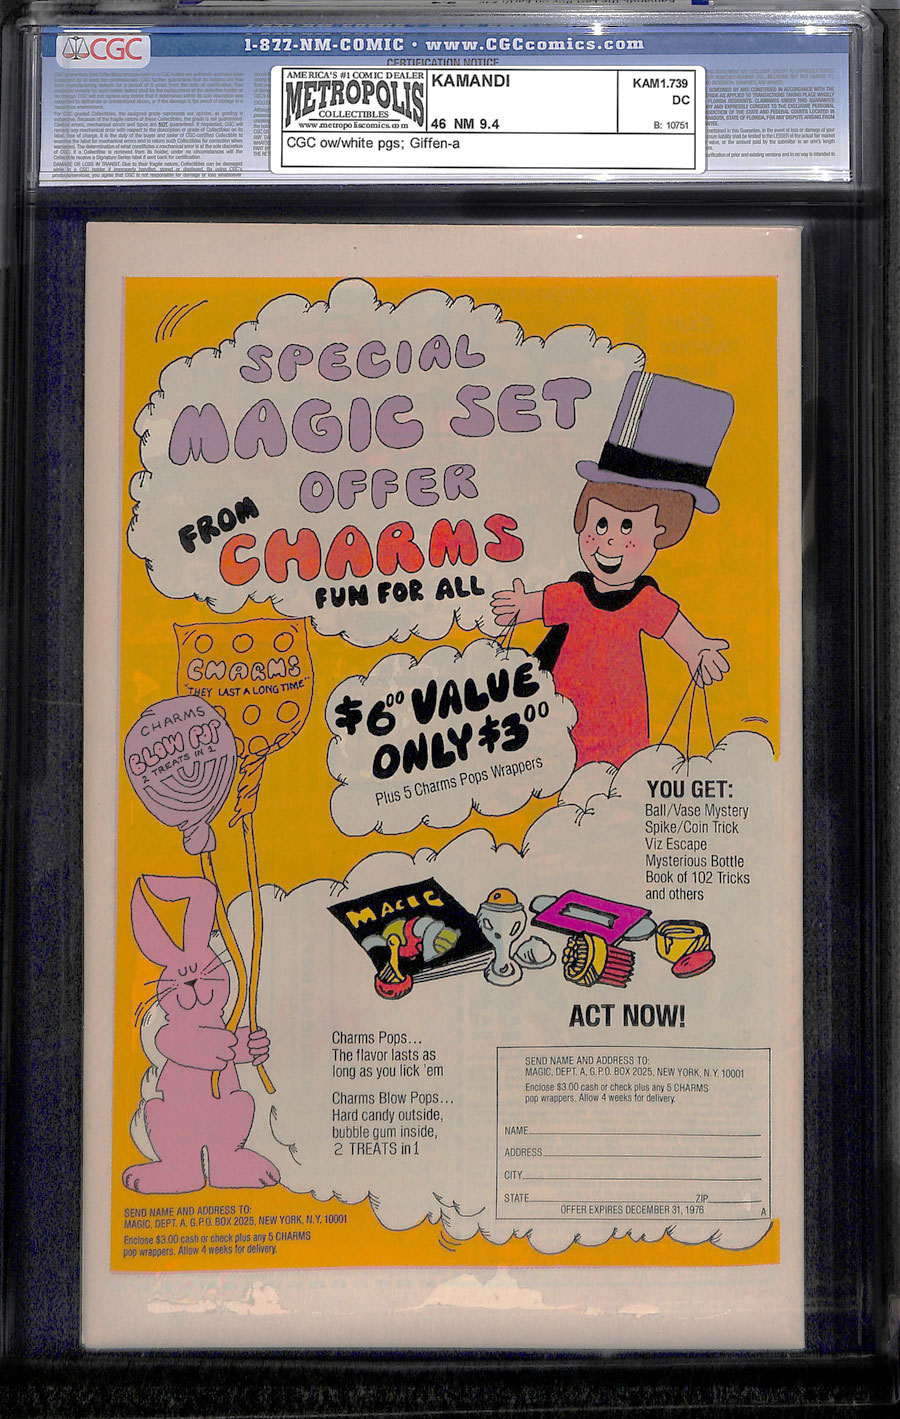 CGC
1-877-NM-COMIC • www.CGCcomics.com
CERTIFICATION NOTICE
AMERICA'S #1 COMIC DEALER
METROPOLIS
COLLECTIBLES
www.metropoliscomics.com
KAMANDI
46 NM 9.4
KAM1.739
DC
B: 10751
CGC ow/white pgs; Giffen-a
SPECIAL
MAGIC SET
OFFER
FROM
CHARMS
FUN FOR ALL
CHARMS
"THEY LAST A LONG TIME"
CHARMS
BLOW POP
2 TREATS IN 1
$6.00 VALUE
ONLY $3.00
Plus 5 Charms Pops Wrappers
YOU GET:
Ball/Vase Mystery
Spike/Coin Trick
Viz Escape
Mysterious Bottle
Book of 102 Tricks
and others
MAGIC
ACT NOW!
Charms Pops...
The flavor lasts as
long as you lick 'em
Charms Blow Pops...
Hard candy outside,
bubble gum inside,
2 TREATS in 1
SEND NAME AND ADDRESS TO:
MAGIC, DEPT. A, G.P.O. BOX 2025, NEW YORK, N.Y. 10001
Enclose $3.00 cash or check plus any 5 CHARMS
pop wrappers. Allow 4 weeks for delivery.
NAME
ADDRESS
CITY
STATE ZIP
OFFER EXPIRES DECEMBER 31, 1976 A
SEND NAME AND ADDRESS TO:
MAGIC, DEPT. A, G.P.O. BOX 2025, NEW YORK, N.Y. 10001
Enclose $3.00 cash or check plus any 5 CHARMS
pop wrappers. Allow 4 weeks for delivery.